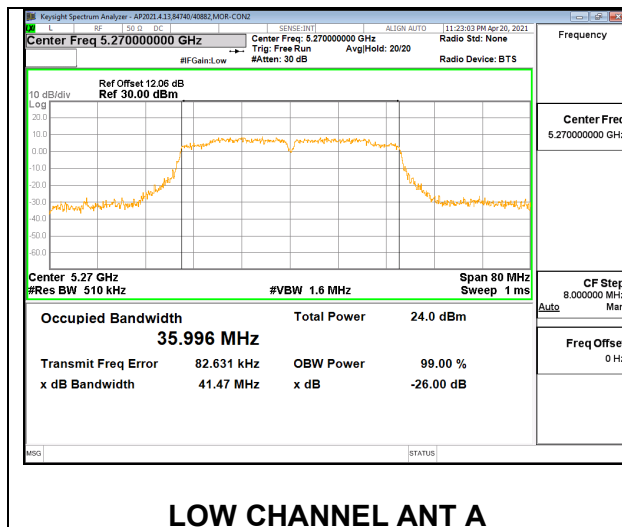 Keysight Spectrum Analyzer - AP2021.4.13,84740/40882,MOR-CON2
L RF 50 Ω DC SENSE:INT ALIGN AUTO 11:23:03 PM Apr 20, 2021
Center Freq 5.270000000 GHz Center Freq: 5.270000000 GHz Radio Std: None
Trig: Free Run Avg|Hold: 20/20
#IFGain:Low #Atten: 30 dB Radio Device: BTS
Frequency
Ref Offset 12.06 dB
10 dB/div Ref 30.00 dBm
Log
20.0
10.0
0.00
-10.0
-20.0
-30.0
-40.0
-50.0
-60.0
Center 5.27 GHz Span 80 MHz
#Res BW 510 kHz #VBW 1.6 MHz Sweep 1 ms
Center Freq
5.270000000 GHz
CF Step
8.000000 MHz
Auto Man
Freq Offset
0 Hz
Occupied Bandwidth Total Power 24.0 dBm
35.996 MHz
Transmit Freq Error 82.631 kHz OBW Power 99.00 %
x dB Bandwidth 41.47 MHz x dB -26.00 dB
MSG STATUS
LOW CHANNEL ANT A